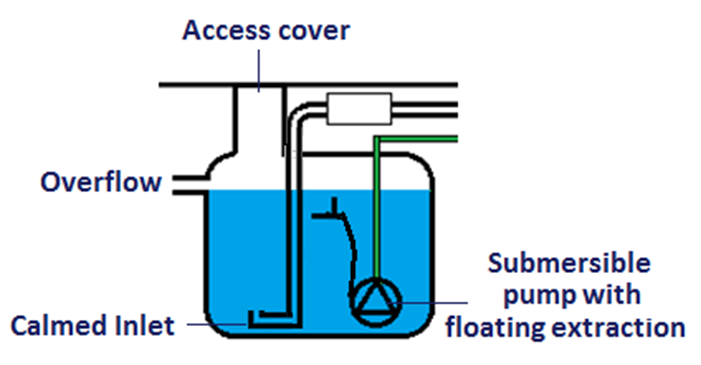 Access cover
Overflow
Submersible
pump with
floating extraction
Calmed Inlet